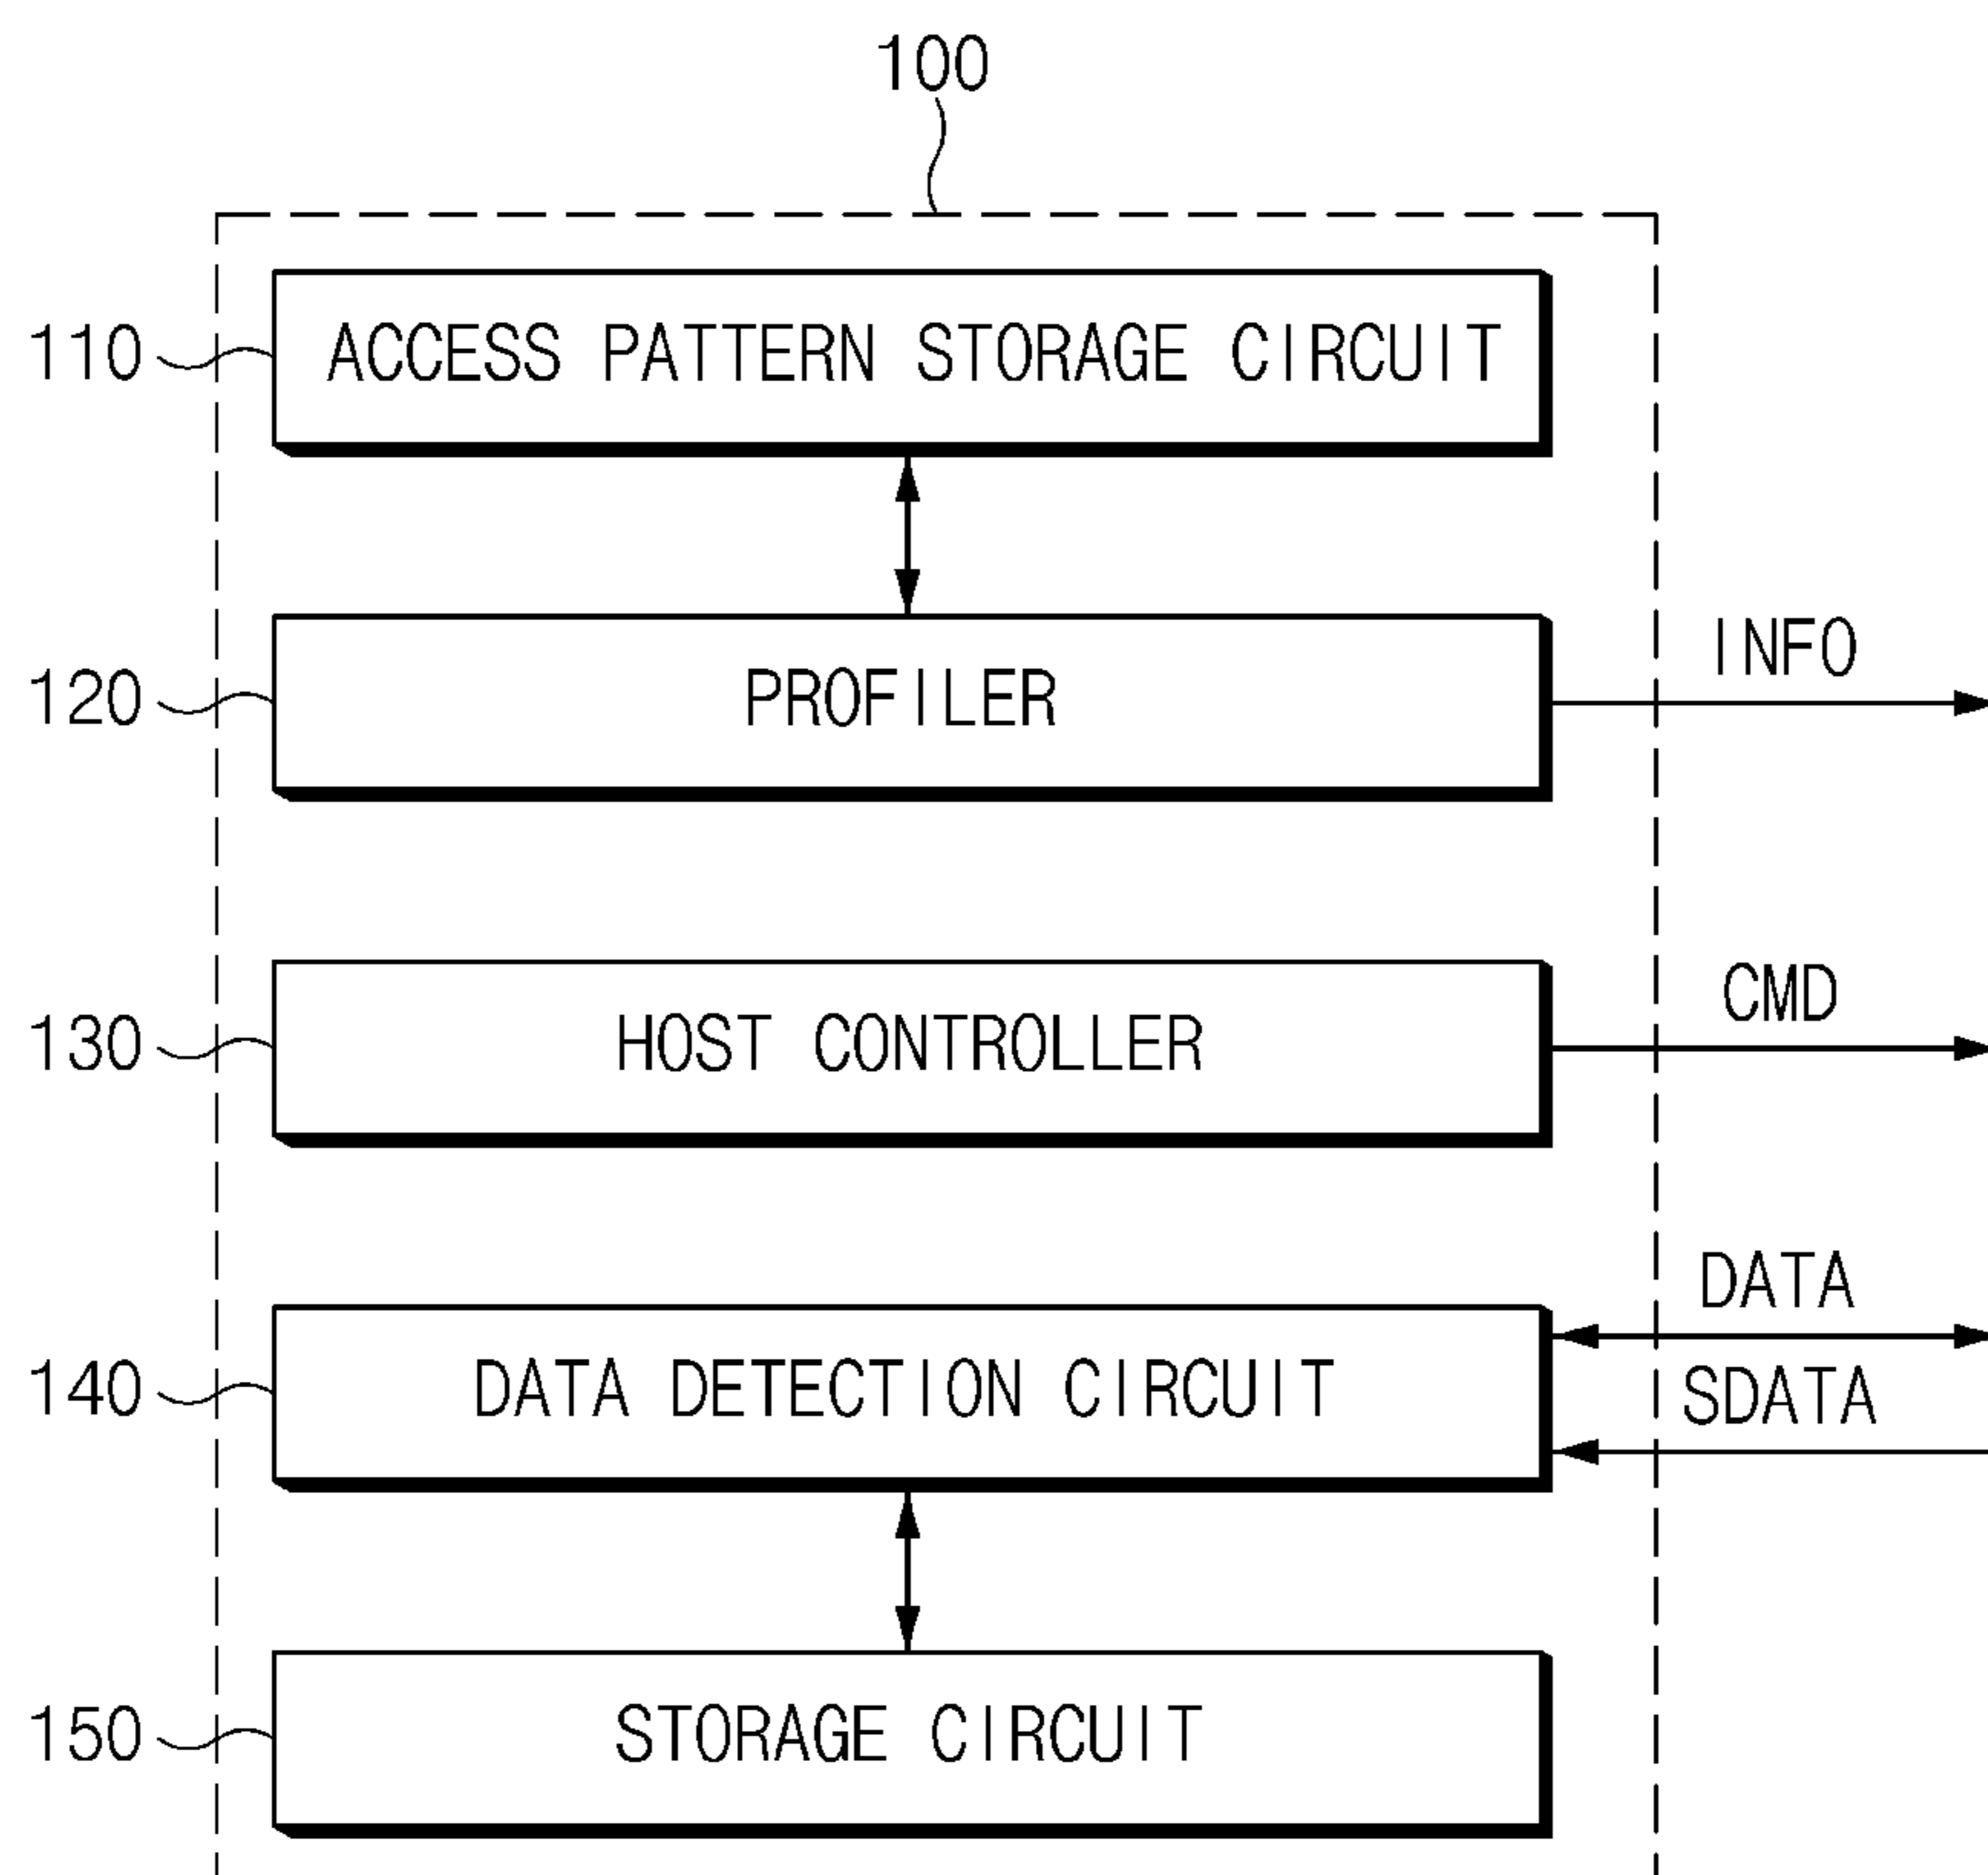 100
110 ACCESS PATTERN STORAGE CIRCUIT
INFO
120 PROFILER
CMD
130 HOST CONTROLLER
DATA
140 DATA DETECTION CIRCUIT
SDATA
150 STORAGE CIRCUIT